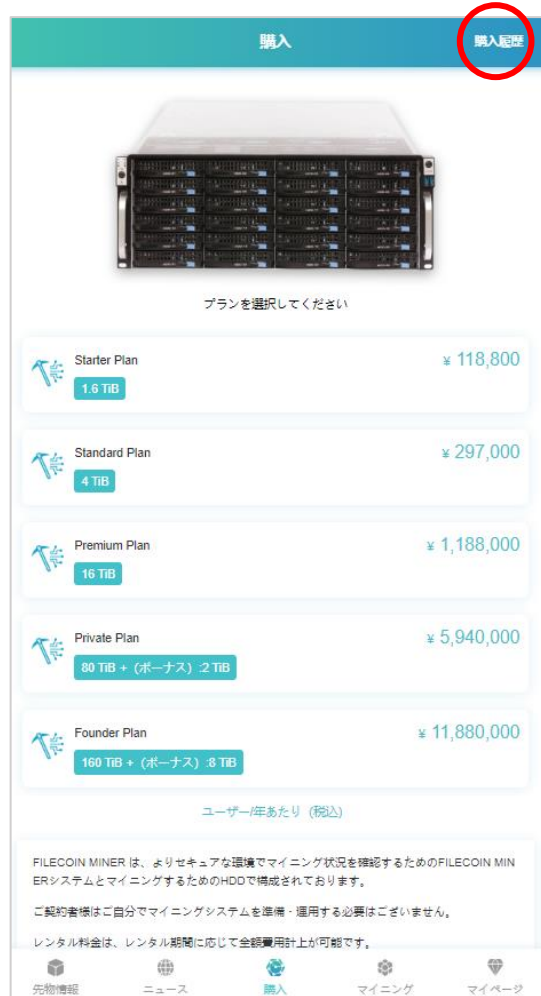 購入
購入履歴
プランを選択してください
Starter Plan
¥ 118,800
1.6 TiB
Standard Plan
¥ 297,000
4 TiB
Premium Plan
¥ 1,188,000
16 TiB
Private Plan
¥ 5,940,000
80 TiB + (ボーナス) :2 TiB
Founder Plan
¥ 11,880,000
160 TiB + (ボーナス) :8 TiB
ユーザー/年あたり (税込)
FILECOIN MINER は、よりセキュアな環境でマイニング状況を確認するためのFILECOIN MIN
ERシステムとマイニングするためのHDDで構成されております。
ご契約者様はご自分でマイニングシステムを準備・運用する必要はございません。
レンタル料金は、レンタル期間に応じて全額費用計上が可能です。
先物情報
ニュース
購入
マイニング
マイページ